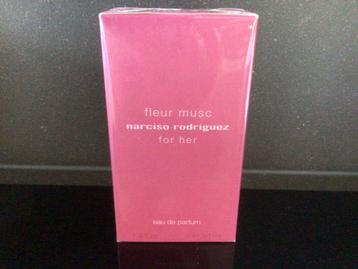 fleur musc
narciso rodriguez
for her
eau de parfum